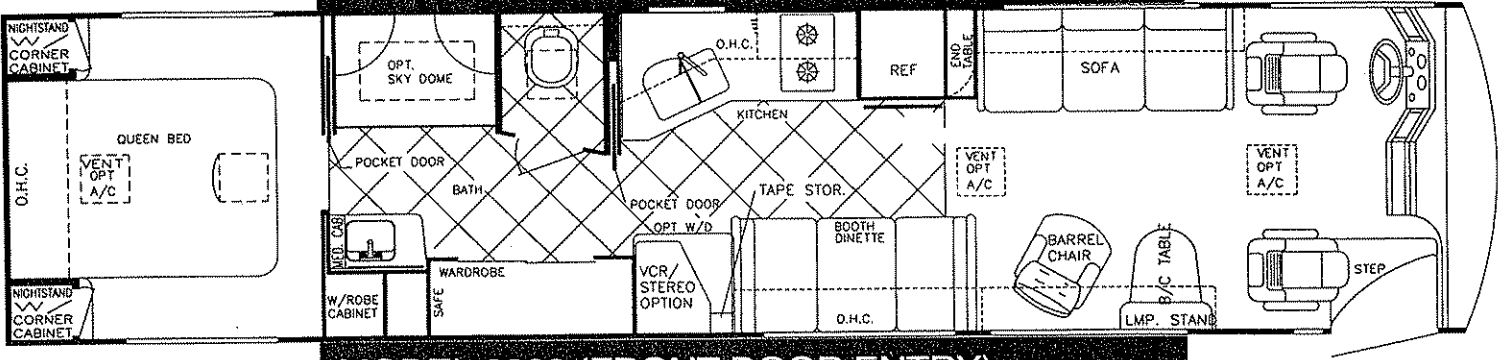 NIGHTSTAND
W/
CORNER
CABINET
O.H.C.
QUEEN BED
VENT
OPT
A/C
NIGHTSTAND
W/
CORNER
CABINET
OPT.
SKY DOME
POCKET DOOR
BATH
MED. CAB
W/ROBE
CABINET
SAFE
WARDROBE
O.H.C.
KITCHEN
REF
END
TABLE
POCKET DOOR
TAPE STOR.
OPT W/D
VCR/
STEREO
OPTION
BOOTH
DINETTE
O.H.C.
SOFA
VENT
OPT
A/C
VENT
OPT
A/C
BARREL
CHAIR
B/C TABLE
LMP. STAND
STEP